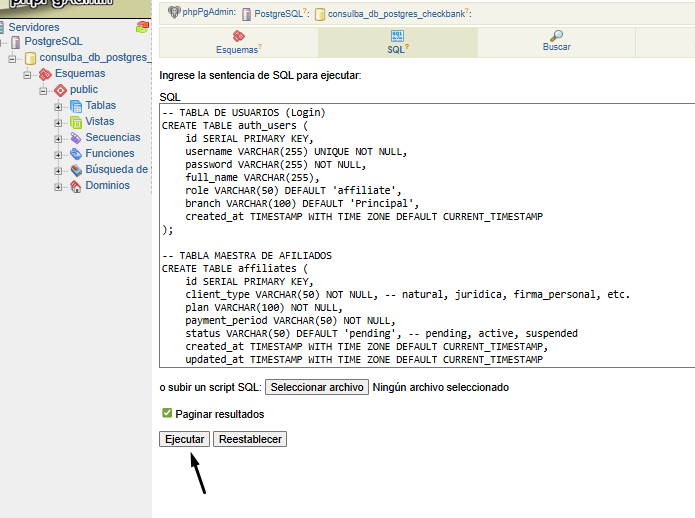 phpPgAdmin
phpPgAdmin: PostgreSQL?: consulba_db_postgres_checkbank?:
Servidores
PostgreSQL
consulba_db_postgres_
Esquemas
public
Tablas
Vistas
Secuencias
Funciones
Búsqueda de
Dominios
Esquemas?
SQL?
Buscar
Ingrese la sentencia de SQL para ejecutar:
SQL
-- TABLA DE USUARIOS (Login)
CREATE TABLE auth_users (
    id SERIAL PRIMARY KEY,
    username VARCHAR(255) UNIQUE NOT NULL,
    password VARCHAR(255) NOT NULL,
    full_name VARCHAR(255),
    role VARCHAR(50) DEFAULT 'affiliate',
    branch VARCHAR(100) DEFAULT 'Principal',
    created_at TIMESTAMP WITH TIME ZONE DEFAULT CURRENT_TIMESTAMP
);
-- TABLA MAESTRA DE AFILIADOS
CREATE TABLE affiliates (
    id SERIAL PRIMARY KEY,
    client_type VARCHAR(50) NOT NULL, -- natural, juridica, firma_personal, etc.
    plan VARCHAR(100) NOT NULL,
    payment_period VARCHAR(50) NOT NULL,
    status VARCHAR(50) DEFAULT 'pending', -- pending, active, suspended
    created_at TIMESTAMP WITH TIME ZONE DEFAULT CURRENT_TIMESTAMP,
    updated_at TIMESTAMP WITH TIME ZONE DEFAULT CURRENT_TIMESTAMP
o subir un script SQL: Seleccionar archivo Ningún archivo seleccionado
Paginar resultados
Ejecutar Reestablecer